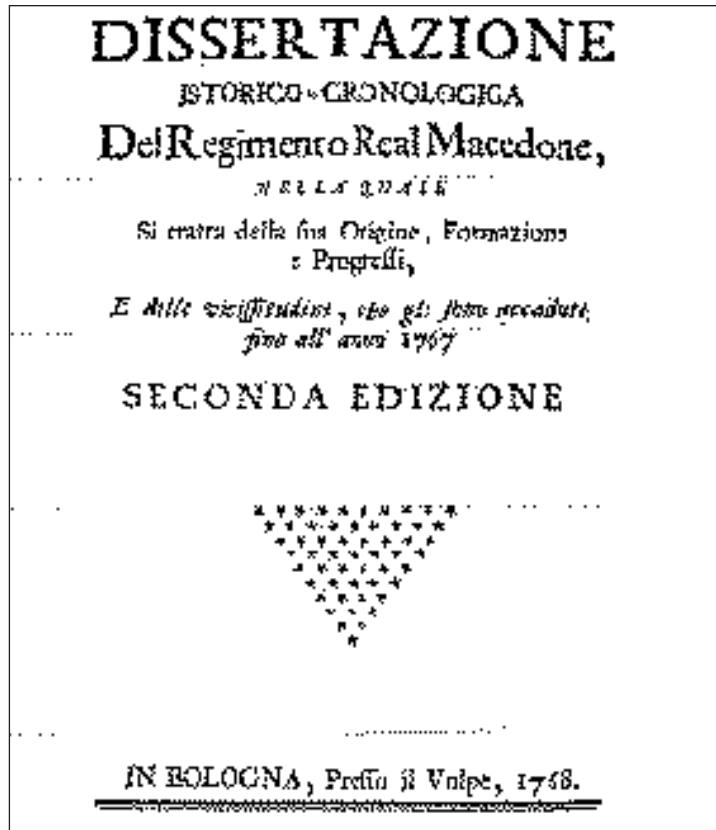 DISSERTAZIONE
ISTORICO-CRONOLOGICA
Del Regimento Real Macedone,
NELLA QUALE
Si tratta della sua Origine, Formazione
e Progressi,
E delle vicissitudini, che gli sono accadute
fino all' anno 1767
SECONDA EDIZIONE
IN BOLOGNA, Presso il Volpe, 1768.